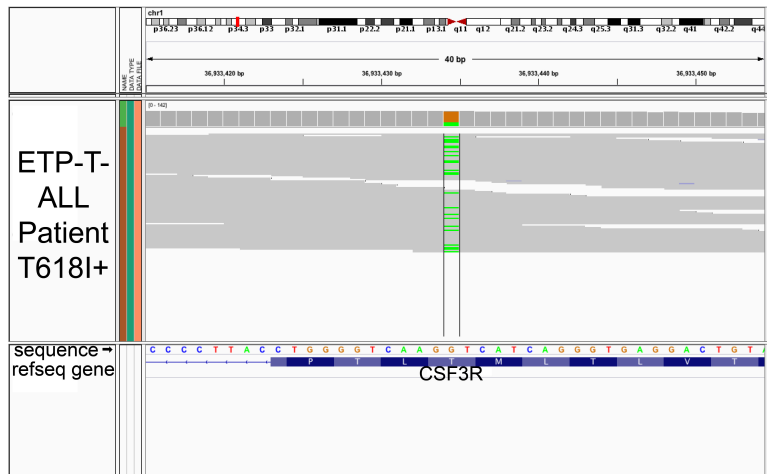 chr1
p36.23 p36.12 p34.3 p33 p32.1 p31.1 p22.2 p21.1 p13.1 q11 q12 q21.2 q23.2 q24.3 q25.3 q31.3 q32.2 q41 q42.2 q44
40 bp
36,933,420 bp 36,933,430 bp 36,933,440 bp 36,933,450 bp
NAME
DATA TYPE
DATA FILE
[0 - 142]
ETP-T-
ALL
Patient
T618I+
sequence → C C C C T T A C C T G G G G T C A A G G T C A T C A G G G T G A G G A C T G T A
refseq gene P T L T M L T L V T
CSF3R